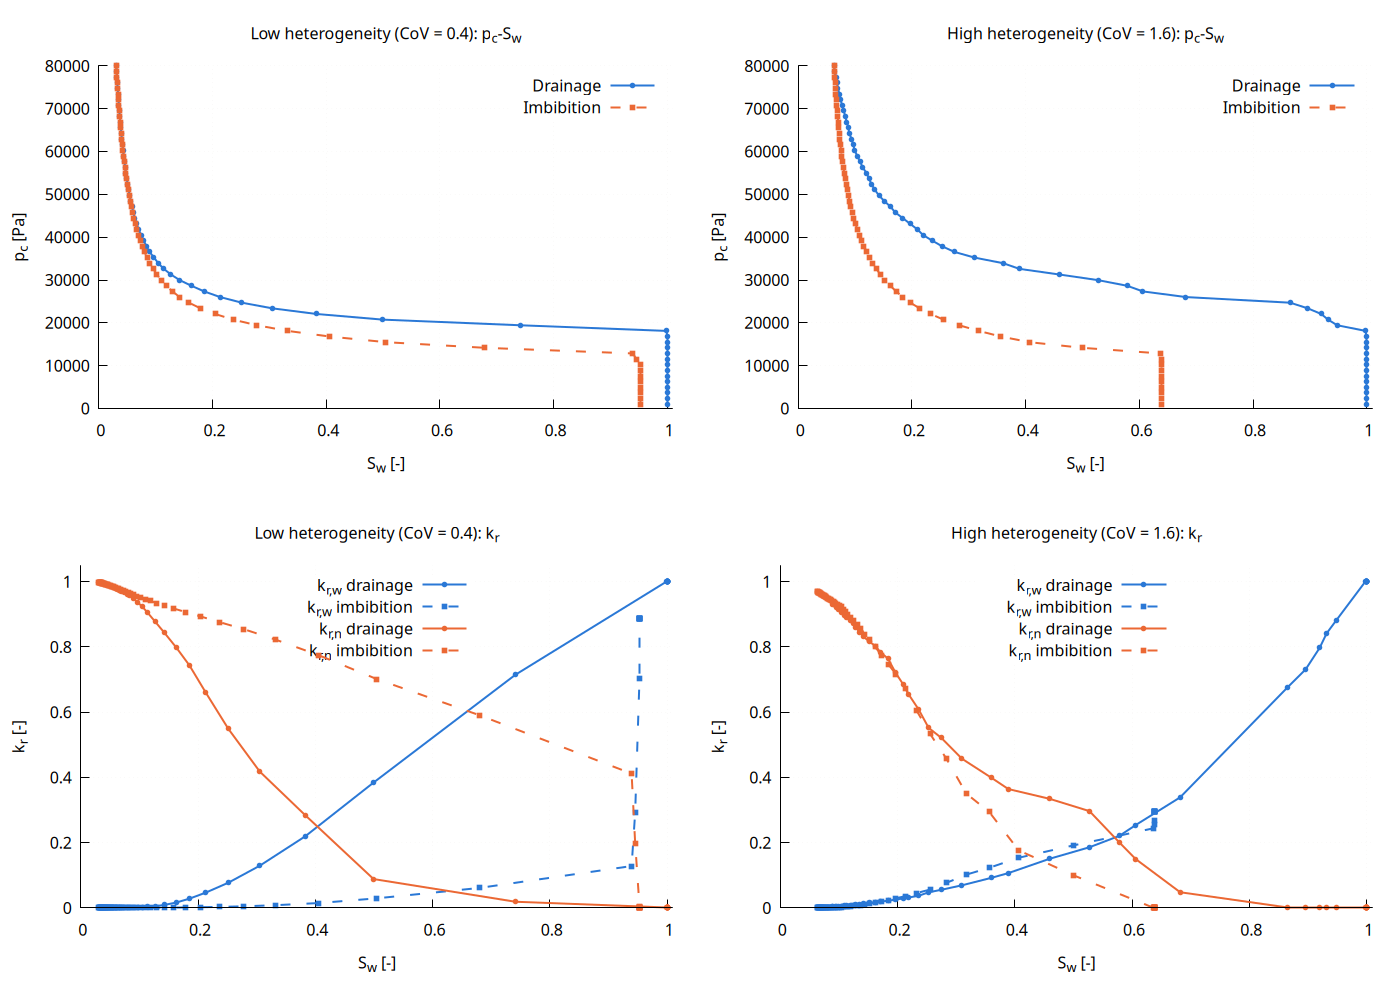 Low heterogeneity (CoV = 0.4): pc-Sw
80000
70000
60000
50000
40000
30000
20000
10000
0
pc [Pa]
0 0.2 0.4 0.6 0.8 1
Sw [-]
Drainage
Imbibition
High heterogeneity (CoV = 1.6): pc-Sw
80000
70000
60000
50000
40000
30000
20000
10000
0
pc [Pa]
0 0.2 0.4 0.6 0.8 1
Sw [-]
Drainage
Imbibition
Low heterogeneity (CoV = 0.4): kr
1
0.8
0.6
0.4
0.2
0
kr [-]
0 0.2 0.4 0.6 0.8 1
Sw [-]
kr,w drainage
kr,w imbibition
kr,n drainage
kr,n imbibition
High heterogeneity (CoV = 1.6): kr
1
0.8
0.6
0.4
0.2
0
kr [-]
0 0.2 0.4 0.6 0.8 1
Sw [-]
kr,w drainage
kr,w imbibition
kr,n drainage
kr,n imbibition